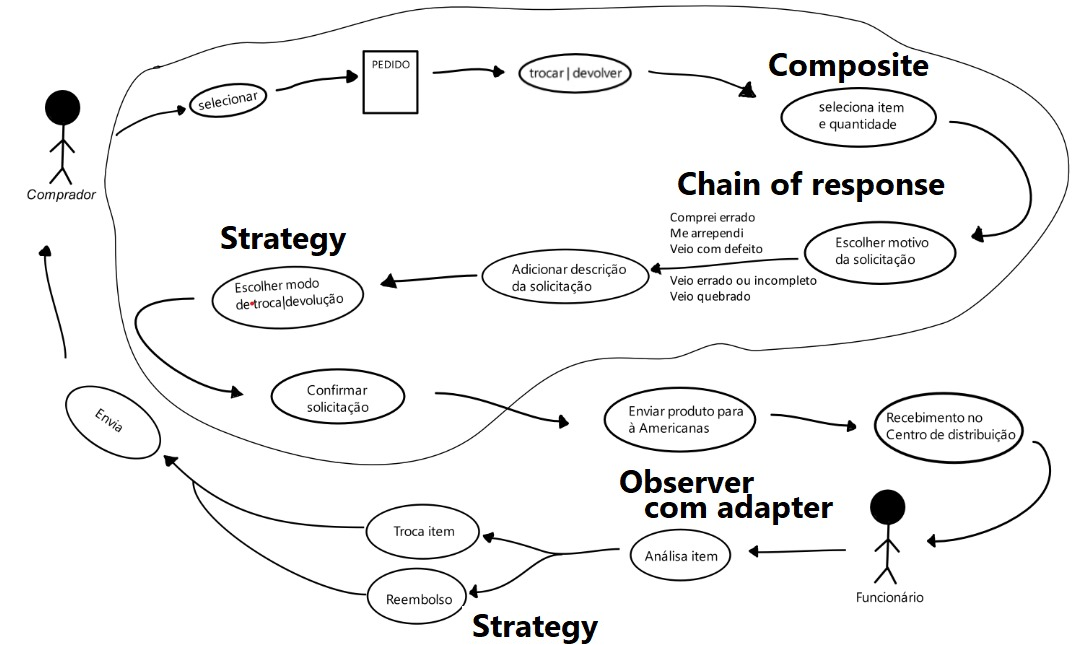 Comprador
selecionar
PEDIDO
trocar | devolver
Composite
seleciona item
e quantidade
Chain of response
Escolher motivo
da solicitação
Comprei errado
Me arrependi
Veio com defeito
Veio errado ou incompleto
Veio quebrado
Adicionar descrição
da solicitação
Strategy
Escolher modo
de troca|devolução
Confirmar
solicitação
Enviar produto para
à Americanas
Recebimento no
Centro de distribuição
Funcionário
Observer
com adapter
Análisa item
Troca item
Reembolso
Strategy
Envia